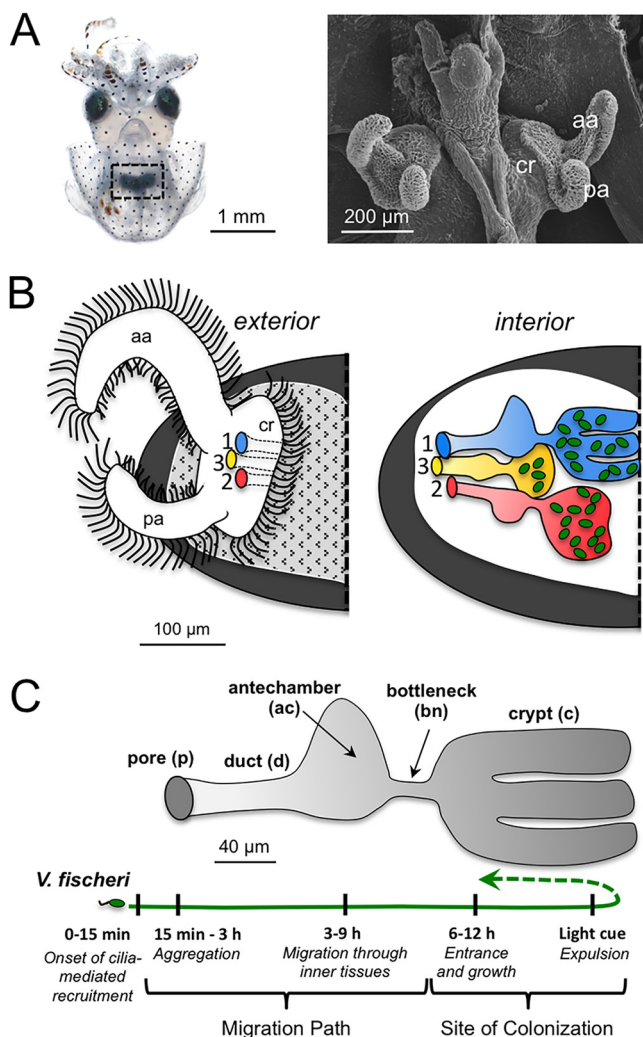 A
1 mm
aa
cr
pa
200 µm
B
exterior
interior
aa
cr
1
3
2
pa
1
3
2
100 µm
C
antechamber
(ac)
bottleneck
(bn)
crypt (c)
pore (p)
duct (d)
40 µm
V. fischeri
0-15 min
Onset of cilia-
mediated
recruitment
15 min - 3 h
Aggregation
3-9 h
Migration through
inner tissues
6-12 h
Entrance
and growth
Light cue
Expulsion
Migration Path
Site of Colonization